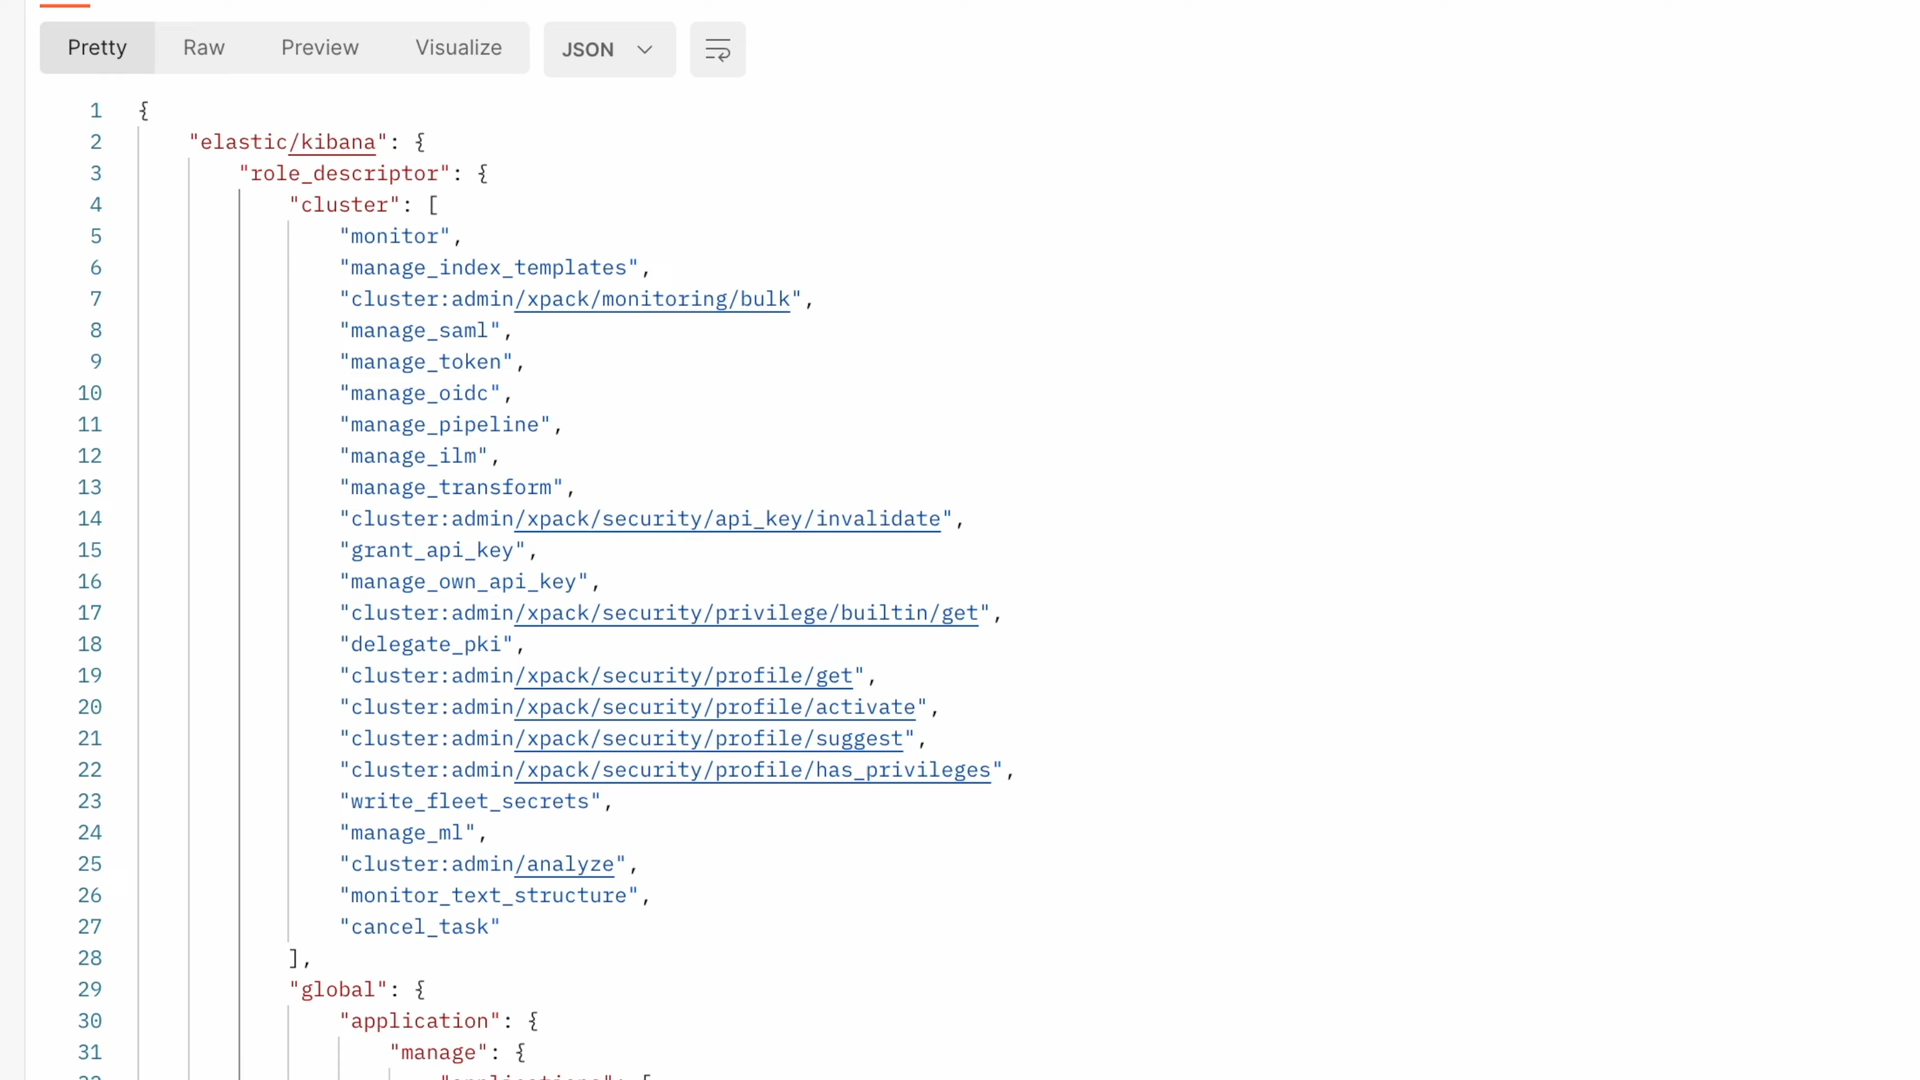 Pretty Raw Preview Visualize JSON
1 {
2 "elastic/kibana": {
3 "role_descriptor": {
4 "cluster": [
5 "monitor",
6 "manage_index_templates",
7 "cluster:admin/xpack/monitoring/bulk",
8 "manage_saml",
9 "manage_token",
10 "manage_oidc",
11 "manage_pipeline",
12 "manage_ilm",
13 "manage_transform",
14 "cluster:admin/xpack/security/api_key/invalidate",
15 "grant_api_key",
16 "manage_own_api_key",
17 "cluster:admin/xpack/security/privilege/builtin/get",
18 "delegate_pki",
19 "cluster:admin/xpack/security/profile/get",
20 "cluster:admin/xpack/security/profile/activate",
21 "cluster:admin/xpack/security/profile/suggest",
22 "cluster:admin/xpack/security/profile/has_privileges",
23 "write_fleet_secrets",
24 "manage_ml",
25 "cluster:admin/analyze",
26 "monitor_text_structure",
27 "cancel_task"
28 ],
29 "global": {
30 "application": {
31 "manage": {